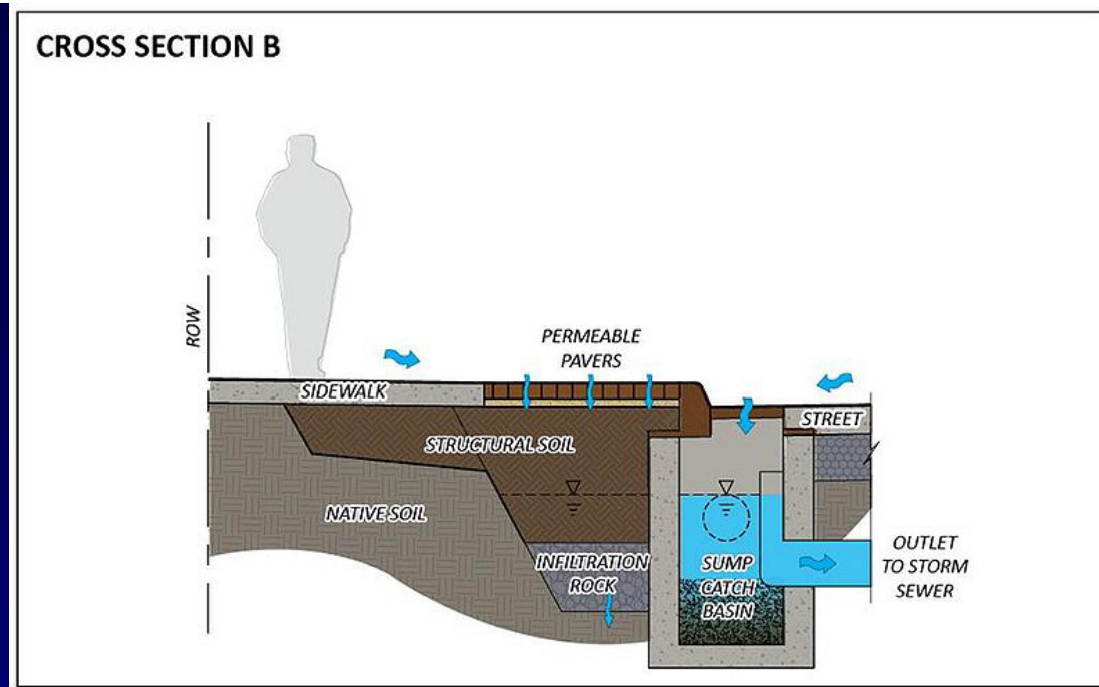 CROSS SECTION B
ROW
PERMEABLE
PAVERS
SIDEWALK
STREET
STRUCTURAL SOIL
NATIVE SOIL
INFILTRATION
ROCK
SUMP
CATCH
BASIN
OUTLET
TO STORM
SEWER